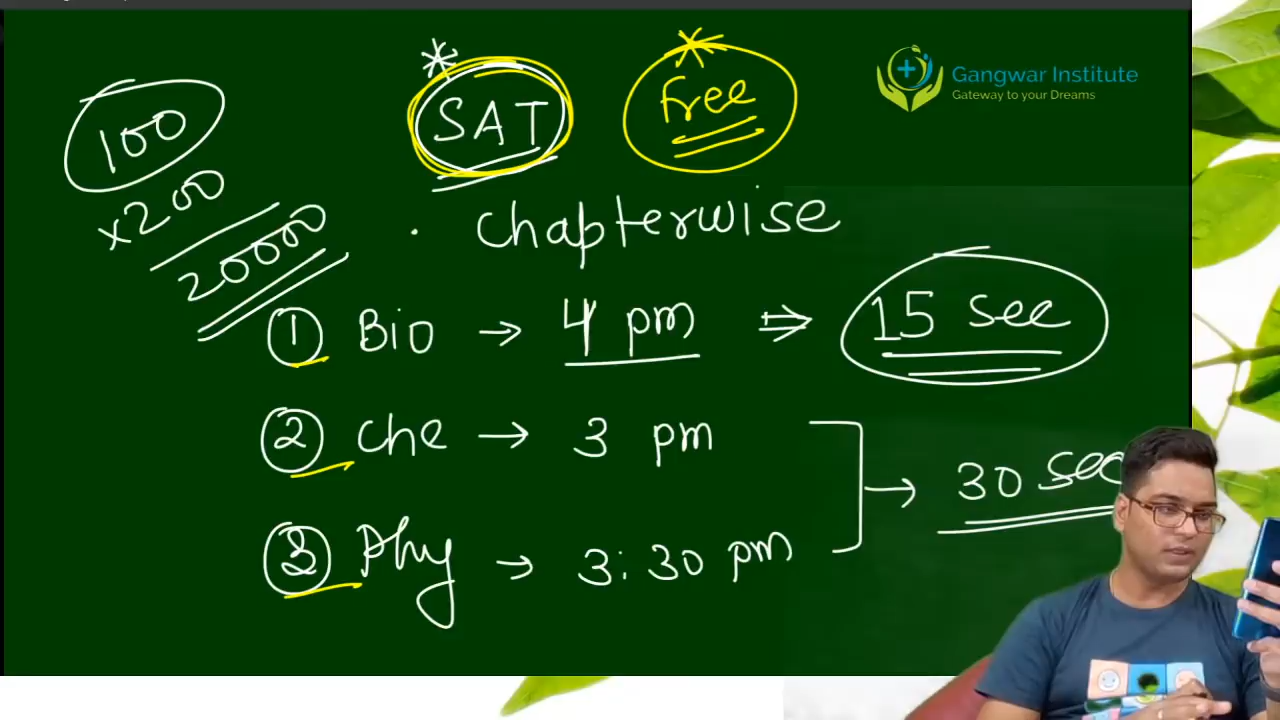 * SAT
* free
Gangwar Institute
Gateway to your Dreams
100
x200
20000
. Chapterwise
① Bio → 4 pm ⇒ 15 sec
② Che → 3 pm
→ 30 sec
③ Phy → 3:30 pm